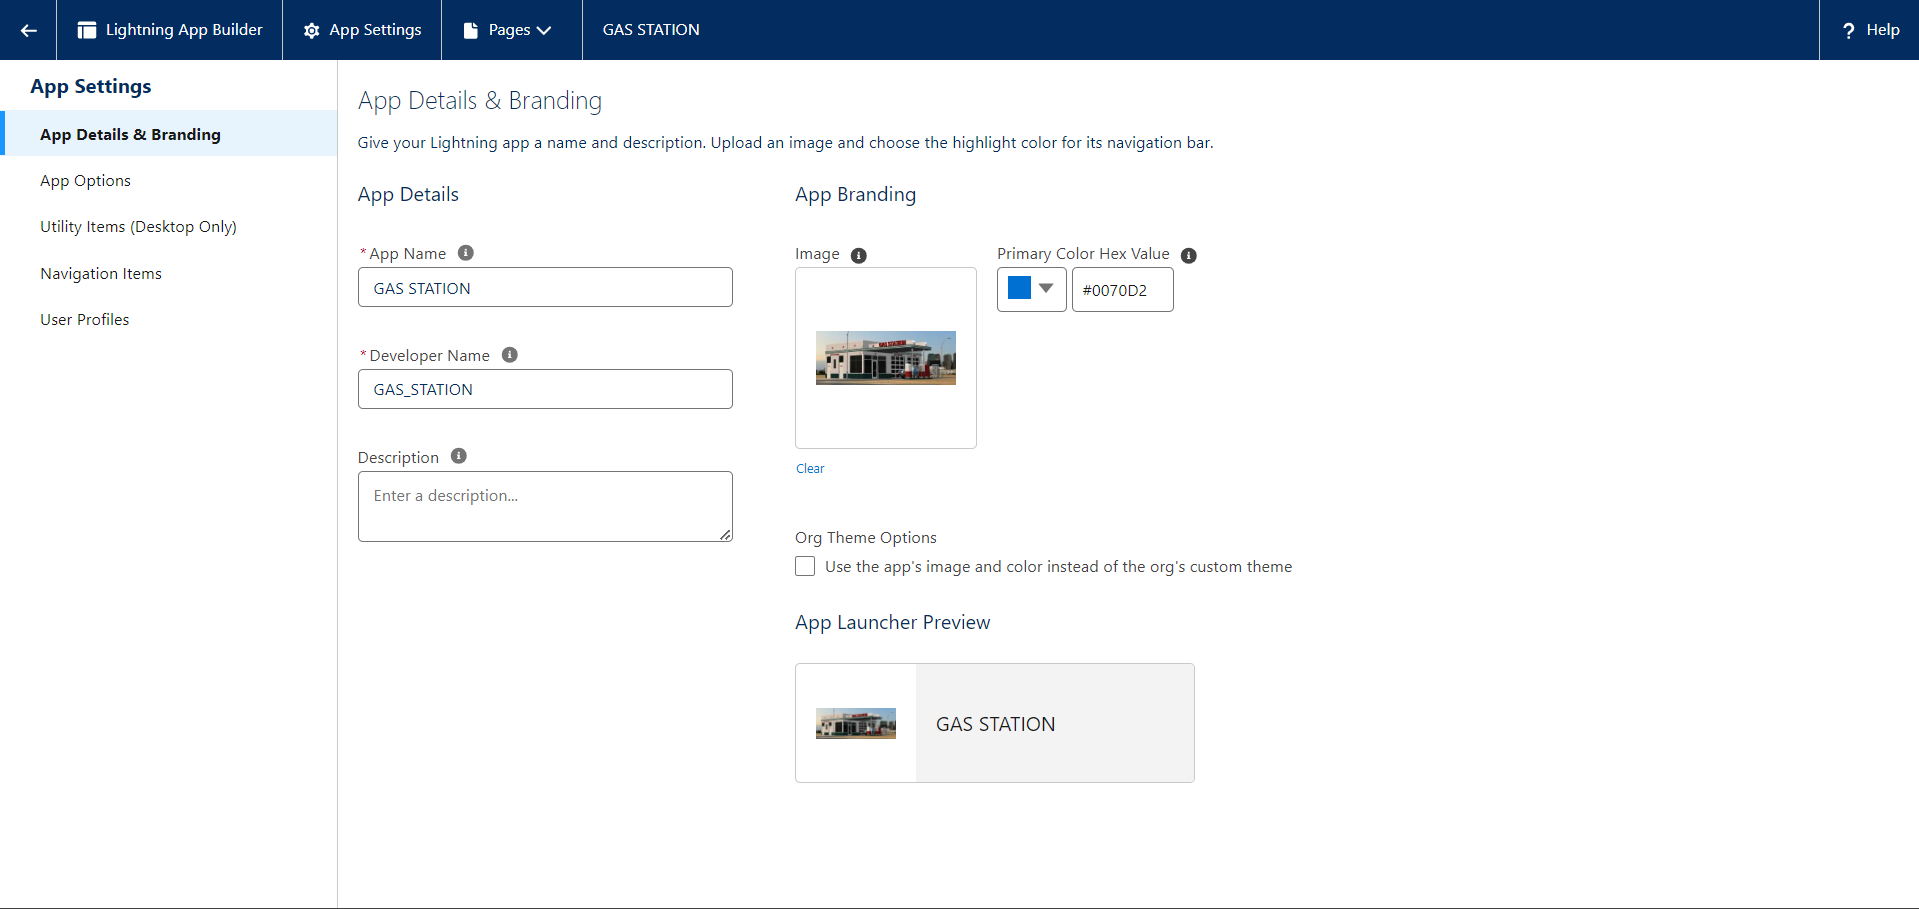 Lightning App Builder
App Settings
Pages
GAS STATION
? Help
App Settings
App Details & Branding
App Options
Utility Items (Desktop Only)
Navigation Items
User Profiles
App Details & Branding
Give your Lightning app a name and description. Upload an image and choose the highlight color for its navigation bar.
App Details
* App Name
GAS STATION
* Developer Name
GAS_STATION
Description
Enter a description...
App Branding
Image
Primary Color Hex Value
#0070D2
GAS STATION
Clear
Org Theme Options
Use the app's image and color instead of the org's custom theme
App Launcher Preview
GAS STATION